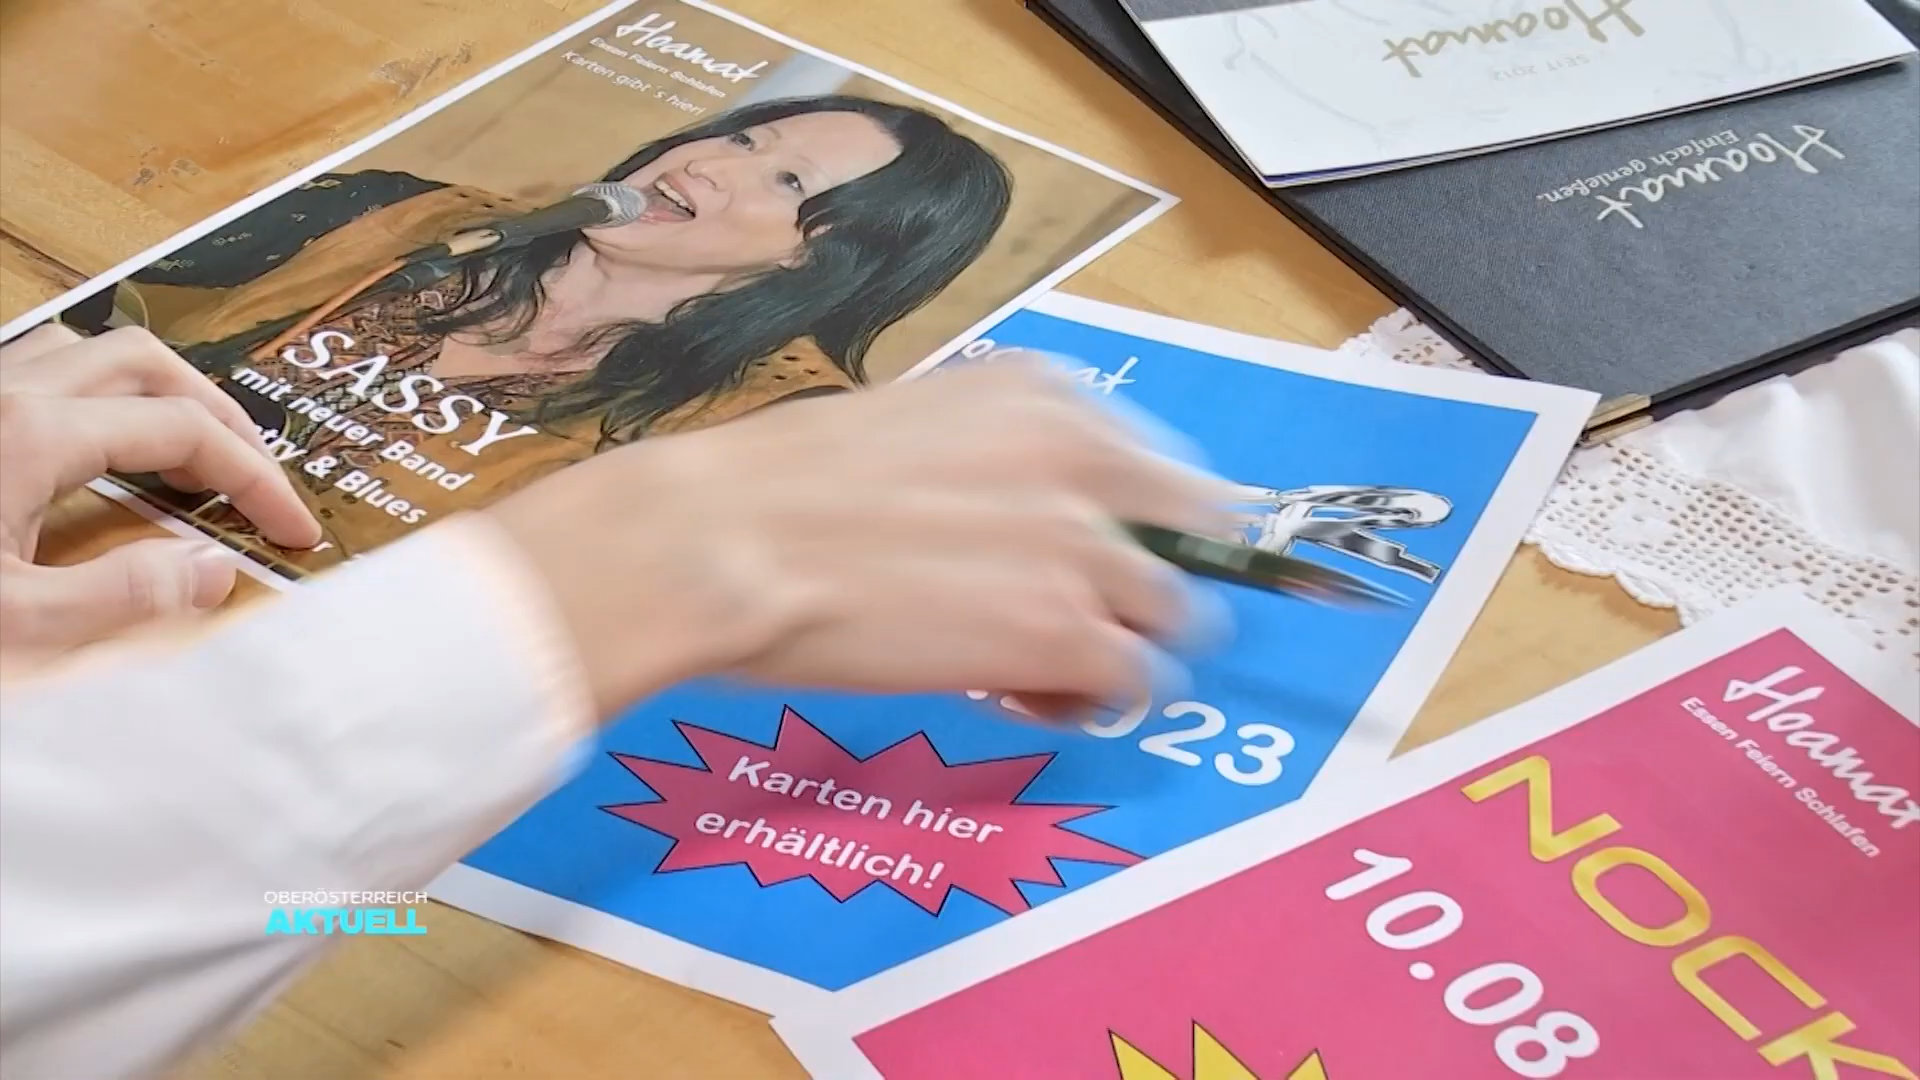 Hoamat
Essen Feiern Schlafen
Karten gibt´s hier!
SASSY
mit neuer Band
& Blues
Hoamat
SEIT 2012
Hoamat
Einfach genießen.
Karten hier
erhältlich!
Hoamat
Essen Feiern Schlafen
NOCK
10.08
OBERÖSTERREICH
AKTUELL